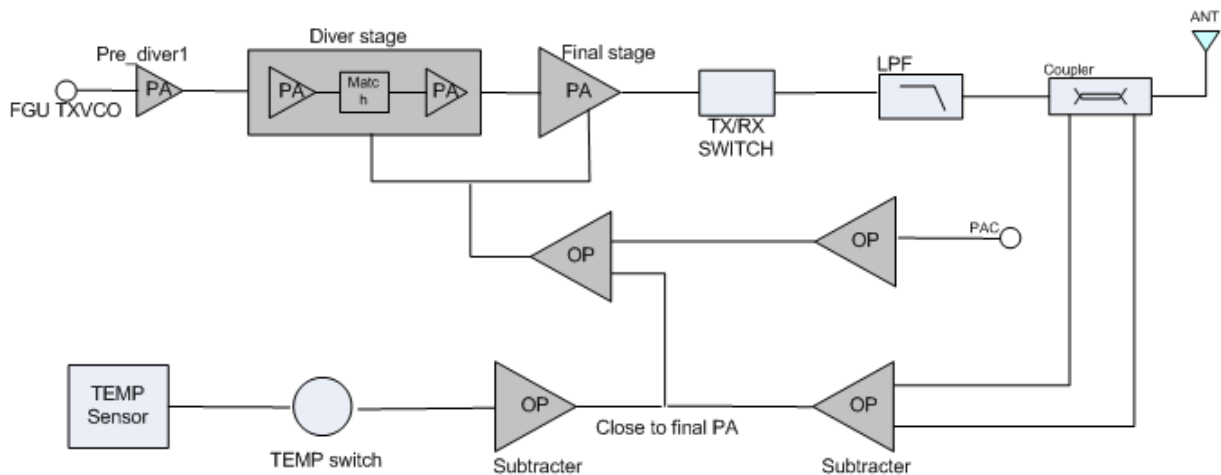 ANT
Pre_diver1
Diver stage
Final stage
LPF
Coupler
PA
PA
Matc
h
PA
PA
FGU TXVCO
TX/RX
SWITCH
OP
OP
PAC
TEMP
Sensor
OP
OP
Close to final PA
TEMP switch
Subtracter
Subtracter